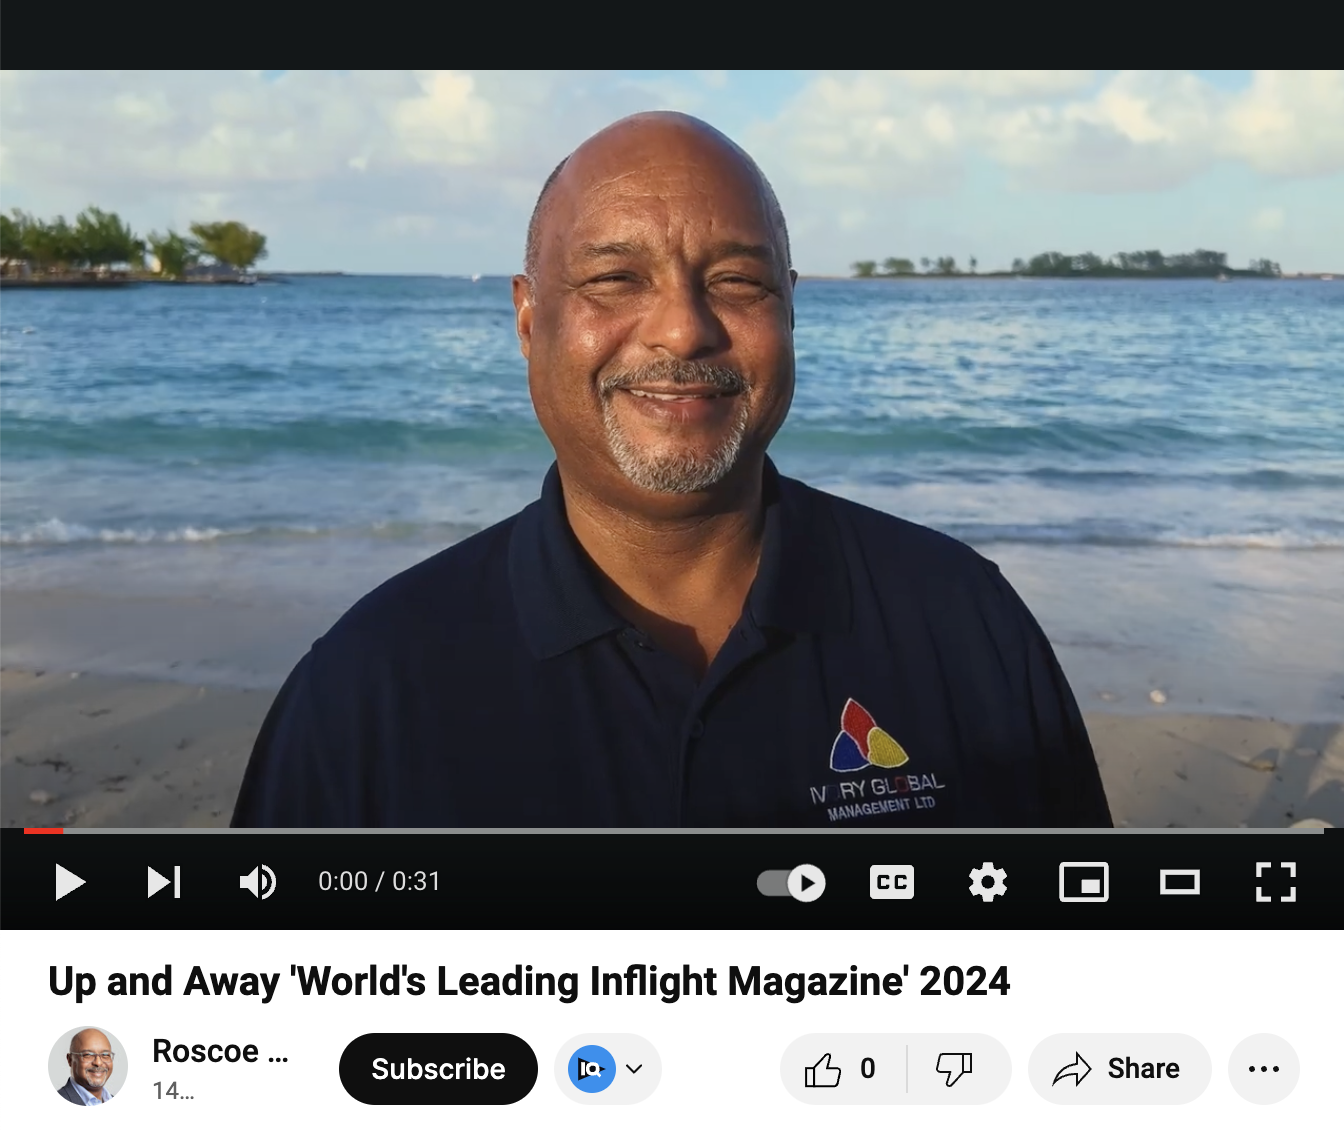 IVORY GLOBAL
MANAGEMENT LTD
0:00 / 0:31
CC
Up and Away 'World's Leading Inflight Magazine' 2024
Roscoe ...
14...
Subscribe
IQ
0
Share